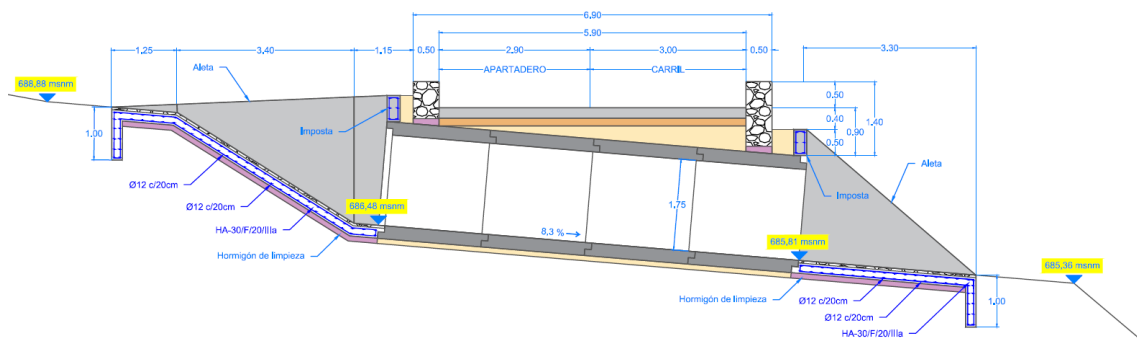 6,90
5,90
1,25
3,40
1,15
0,50
2,90
3,00
0,50
3,30
APARTADERO
CARRIL
Aleta
688,88 msnm
Imposta
0,50
0,40
0,50
0,90
1,40
1,00
Aleta
Ø12 c/20cm
Imposta
Ø12 c/20cm
686,48 msnm
1,75
HA-30/F/20/IIIa
8,3 %
685,81 msnm
Hormigón de limpieza
685,36 msnm
Hormigón de limpieza
Ø12 c/20cm
1,00
Ø12 c/20cm
HA-30/F/20/IIIa